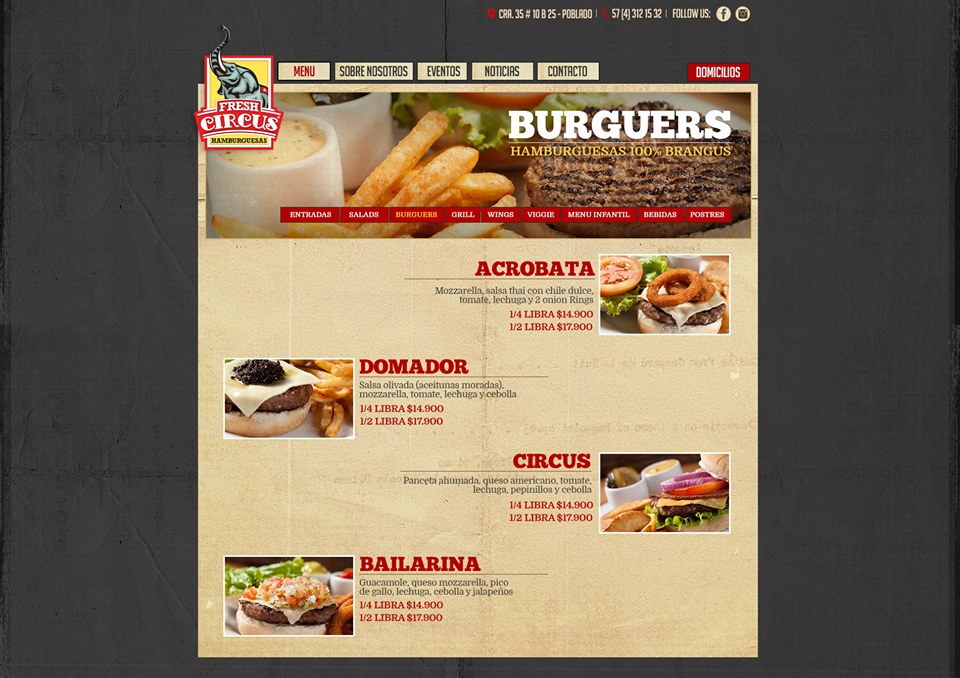 CRA. 35 # 10 B 25 - POBLADO | 57 (4) 312 15 32 | FOLLOW US:
MENU SOBRE NOSOTROS EVENTOS NOTICIAS CONTACTO DOMICILIOS
FRESH
CIRCUS
HAMBURGUESAS
BURGUERS
HAMBURGUESAS 100% BRANGUS
ENTRADAS SALADS BURGUERS GRILL WINGS VIGGIE MENU INFANTIL BEBIDAS POSTRES
ACROBATA
Mozzarella, salsa thai con chile dulce,
tomate, lechuga y 2 onion Rings
1/4 LIBRA $14.900
1/2 LIBRA $17.900
DOMADOR
Salsa olivada (aceitunas moradas),
mozzarella, tomate, lechuga y cebolla
1/4 LIBRA $14.900
1/2 LIBRA $17.900
CIRCUS
Panceta ahumada, queso americano, tomate,
lechuga, pepinillos y cebolla
1/4 LIBRA $14.900
1/2 LIBRA $17.900
BAILARINA
Guacamole, queso mozzarella, pico
de gallo, lechuga, cebolla y jalapeños
1/4 LIBRA $14.900
1/2 LIBRA $17.900